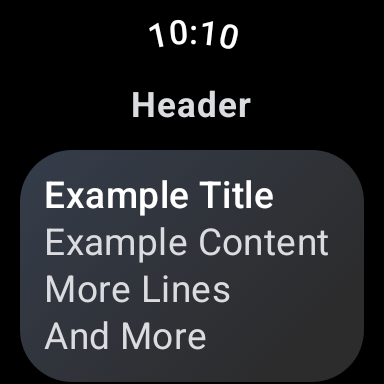 10:10
Header
Example Title
Example Content
More Lines
And More